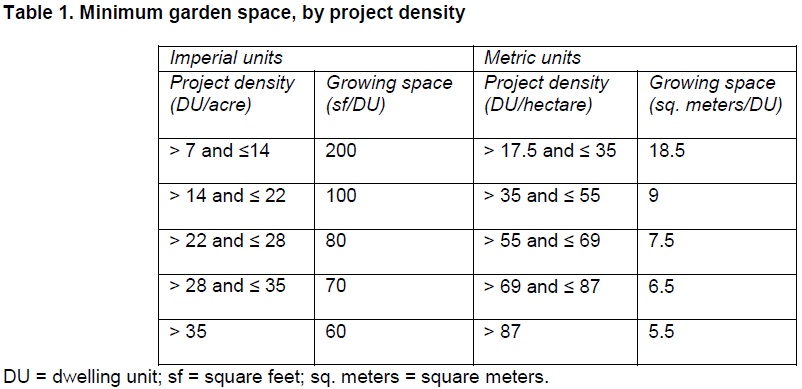 Table 1. Minimum garden space, by project density
Imperial units Metric units
Project density (DU/acre) Growing space (sf/DU) Project density (DU/hectare) Growing space (sq. meters/DU)
> 7 and ≤14 200 > 17.5 and ≤ 35 18.5
> 14 and ≤ 22 100 > 35 and ≤ 55 9
> 22 and ≤ 28 80 > 55 and ≤ 69 7.5
> 28 and ≤ 35 70 > 69 and ≤ 87 6.5
> 35 60 > 87 5.5
DU = dwelling unit; sf = square feet; sq. meters = square meters.